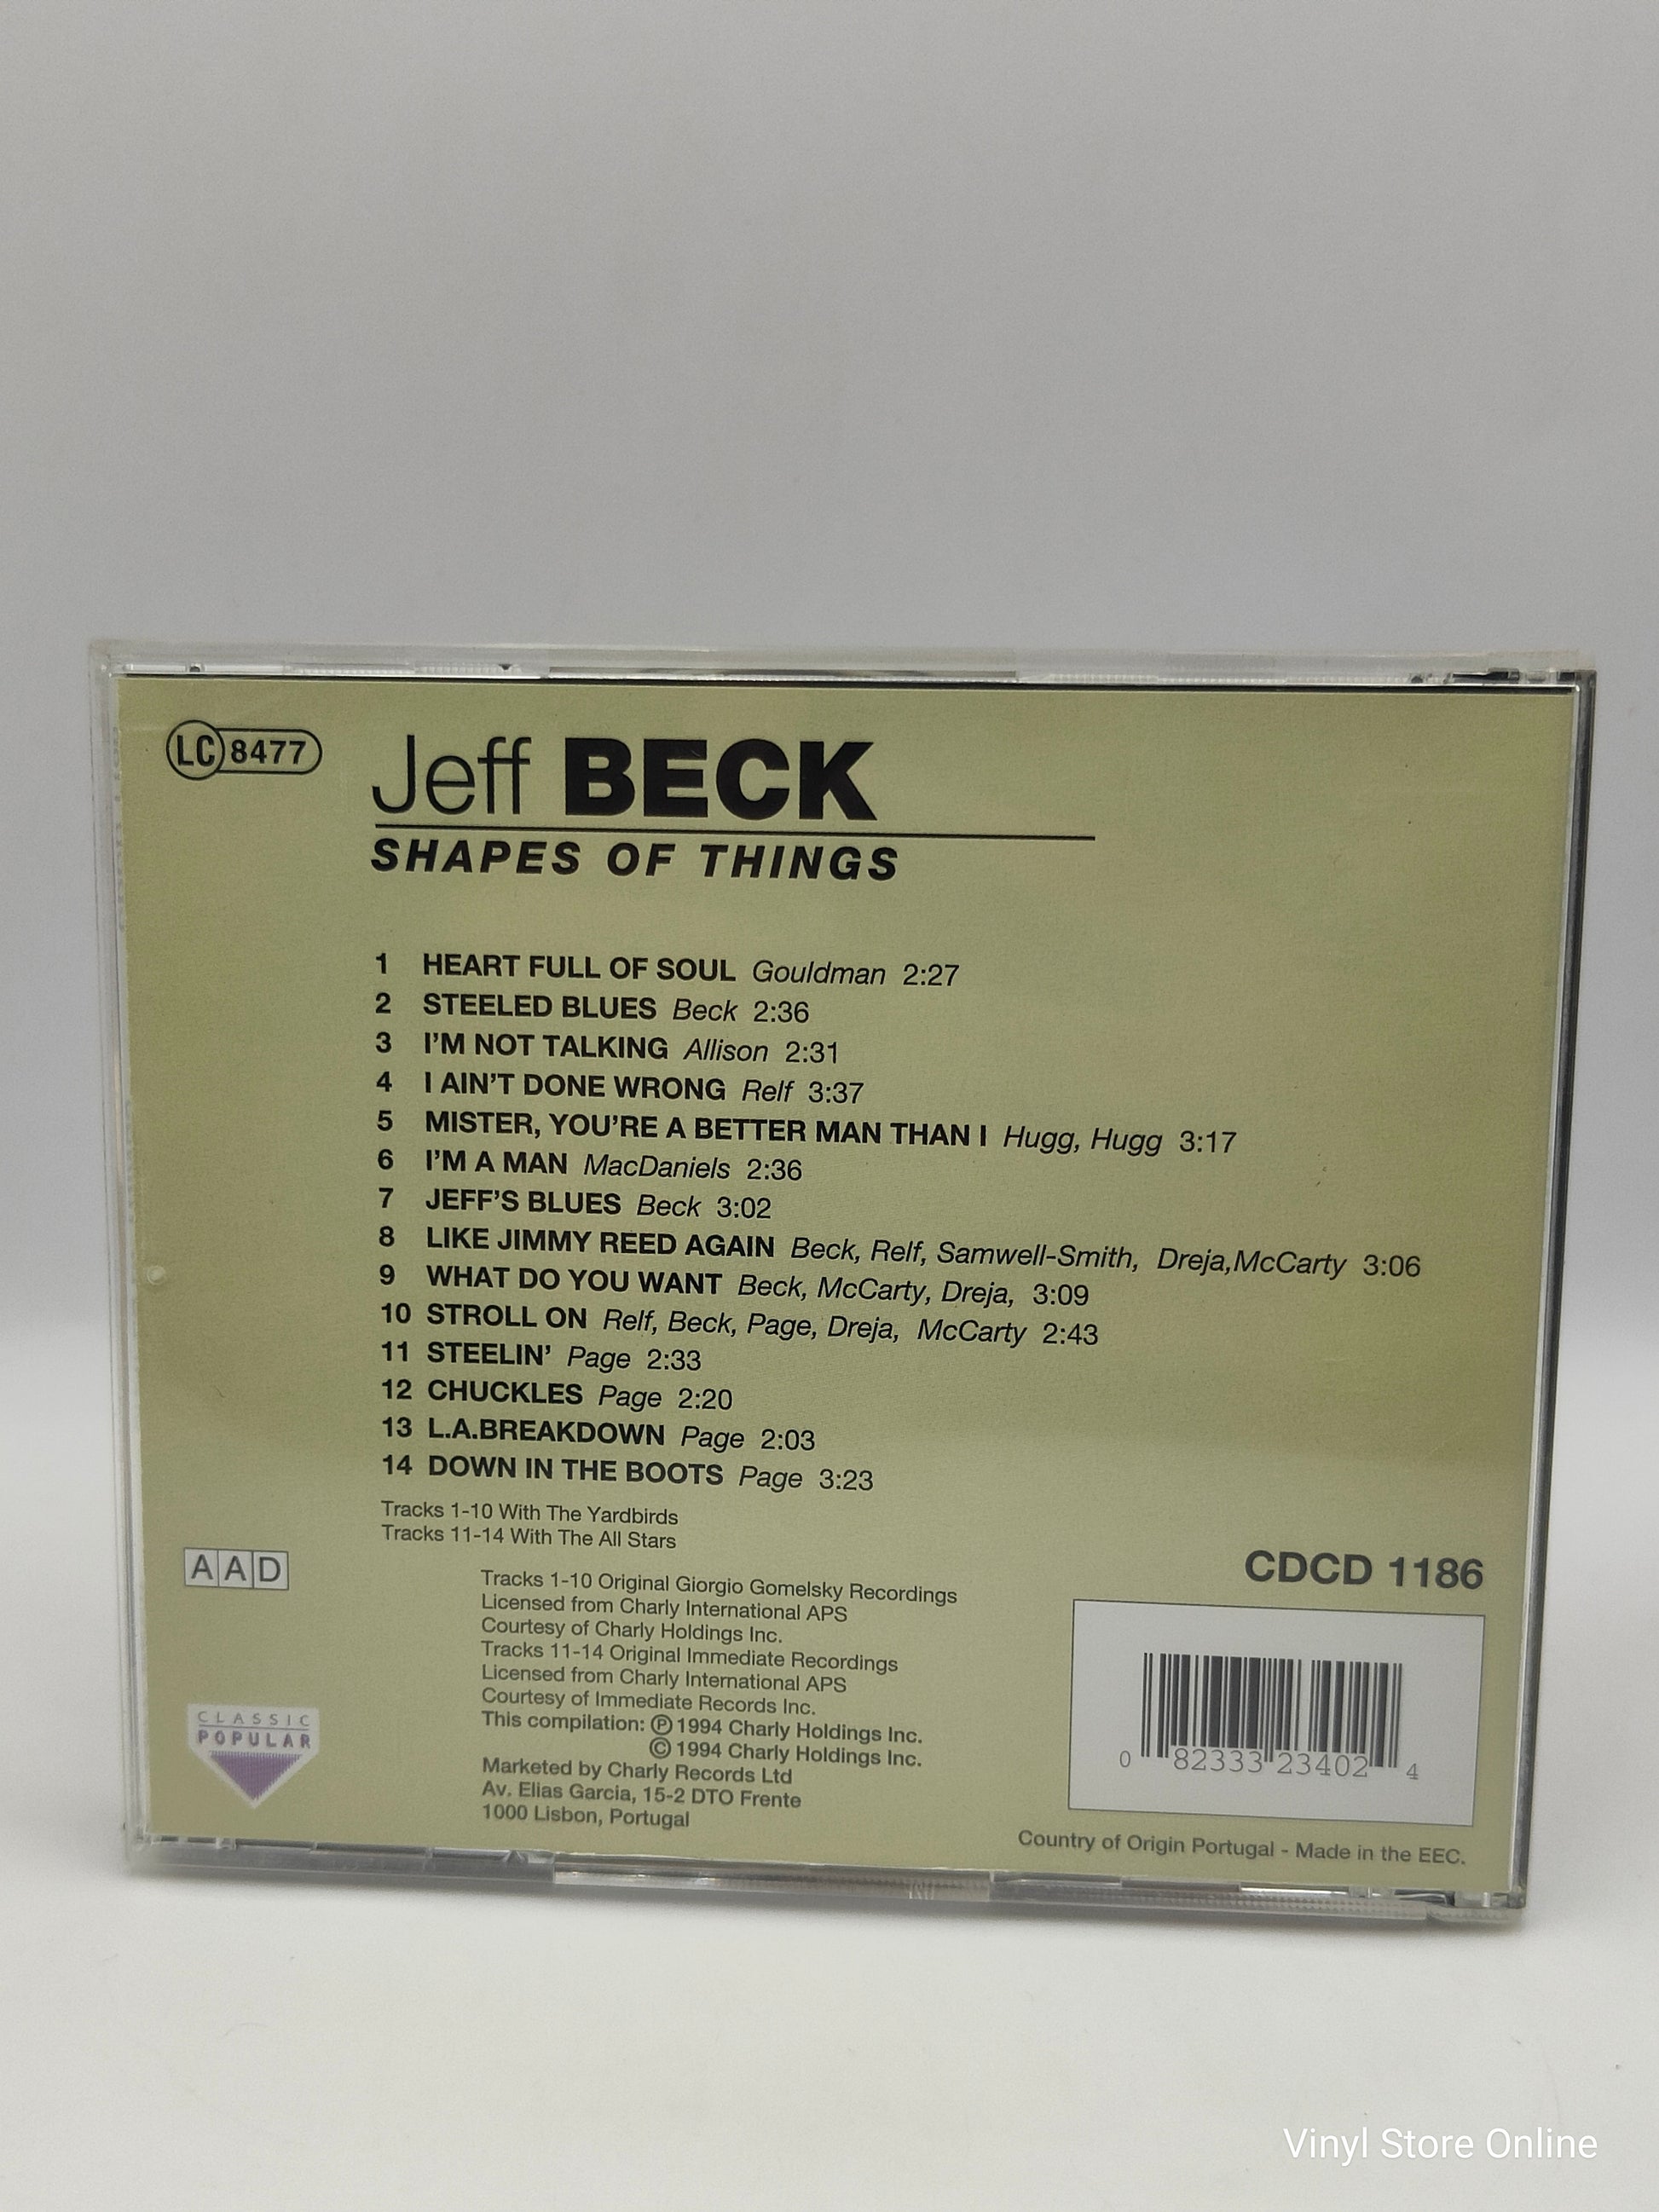 LC 8477
Jeff BECK
SHAPES OF THINGS
1 HEART FULL OF SOUL Gouldman 2:27
2 STEELED BLUES Beck 2:36
3 I'M NOT TALKING Allison 2:31
4 I AIN'T DONE WRONG Relf 3:37
5 MISTER, YOU'RE A BETTER MAN THAN I Hugg, Hugg 3:17
6 I'M A MAN MacDaniels 2:36
7 JEFF'S BLUES Beck 3:02
8 LIKE JIMMY REED AGAIN Beck, Relf, Samwell-Smith, Dreja,McCarty 3:06
9 WHAT DO YOU WANT Beck, McCarty, Dreja, 3:09
10 STROLL ON Relf, Beck, Page, Dreja, McCarty 2:43
11 STEELIN' Page 2:33
12 CHUCKLES Page 2:20
13 L.A.BREAKDOWN Page 2:03
14 DOWN IN THE BOOTS Page 3:23
Tracks 1-10 With The Yardbirds
Tracks 11-14 With The All Stars
AAD
Tracks 1-10 Original Giorgio Gomelsky Recordings
Licensed from Charly International APS
Courtesy of Charly Holdings Inc.
Tracks 11-14 Original Immediate Recordings
Licensed from Charly International APS
Courtesy of Immediate Records Inc.
This compilation: ℗ 1994 Charly Holdings Inc.
© 1994 Charly Holdings Inc.
Marketed by Charly Records Ltd
Av. Elias Garcia, 15-2 DTO Frente
1000 Lisbon, Portugal
CLASSIC
POPULAR
CDCD 1186
0 82333 23402 4
Country of Origin Portugal - Made in the EEC.
Vinyl Store Online